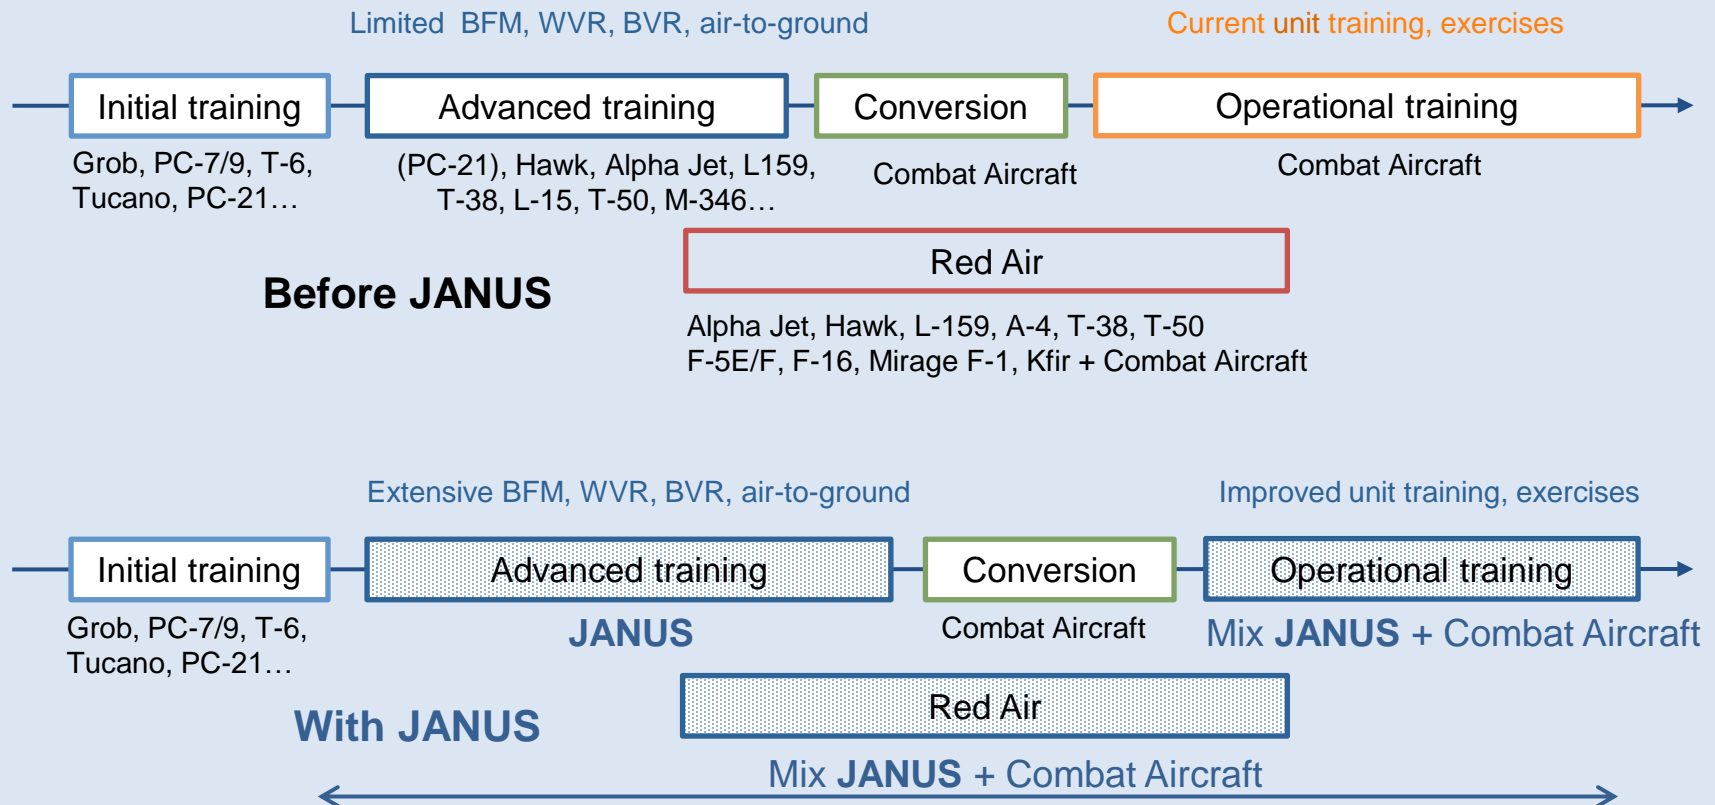 Limited BFM, WVR, BVR, air-to-ground
Current unit training, exercises
Initial training
Advanced training
Conversion
Operational training
Grob, PC-7/9, T-6,
Tucano, PC-21…
(PC-21), Hawk, Alpha Jet, L159,
T-38, L-15, T-50, M-346…
Combat Aircraft
Combat Aircraft
Red Air
Before JANUS
Alpha Jet, Hawk, L-159, A-4, T-38, T-50
F-5E/F, F-16, Mirage F-1, Kfir + Combat Aircraft
Extensive BFM, WVR, BVR, air-to-ground
Improved unit training, exercises
Initial training
Advanced training
Conversion
Operational training
Grob, PC-7/9, T-6,
Tucano, PC-21…
JANUS
Combat Aircraft
Mix JANUS + Combat Aircraft
Red Air
With JANUS
Mix JANUS + Combat Aircraft